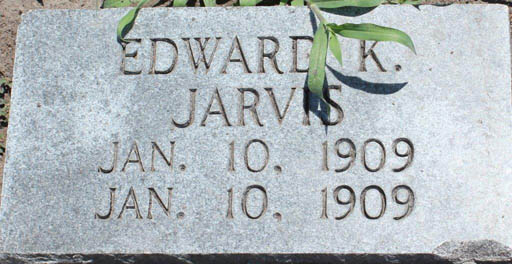 EDWARD K.
JARVIS
JAN. 10. 1909
JAN. 10. 1909